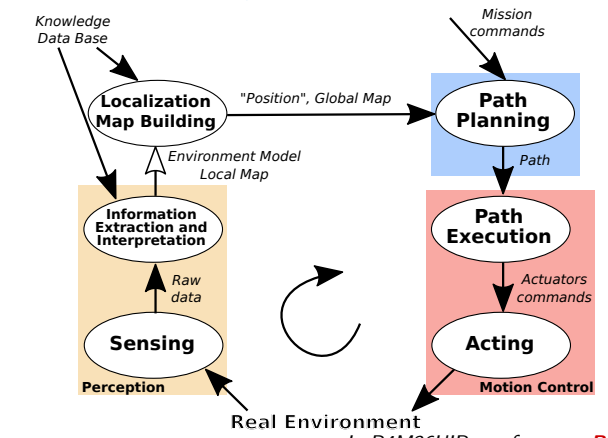 Knowledge
Data Base
Mission
commands
Localization
Map Building
"Position", Global Map
Path
Planning
Environment Model
Local Map
Path
Information
Extraction and
Interpretation
Path
Execution
Raw
data
Actuators
commands
Sensing
Acting
Perception
Motion Control
Real Environment